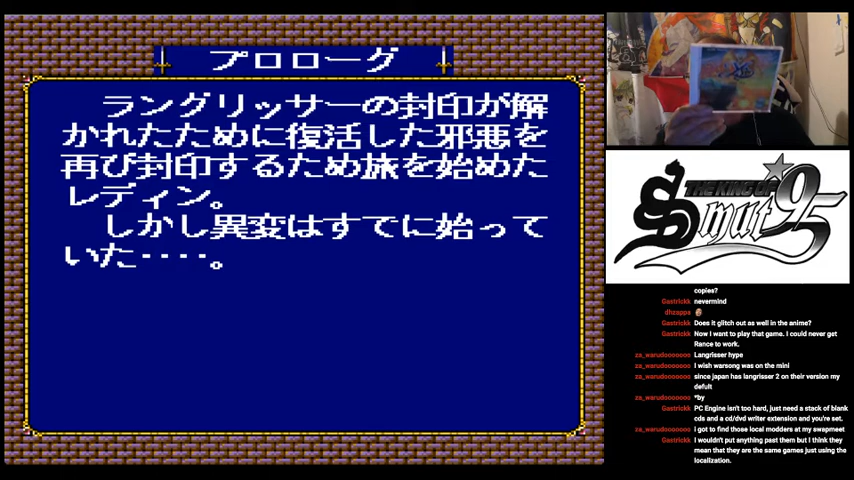 プロローグ
ラングリッサーの封印が解
かれたために復活した邪悪を
再び封印するため旅を始めた
レディン。
しかし異変はすでに始って
いた‥‥。
THE KING OF
Smut 95
copies?
Gastrickk nevermind
dhzappa
Gastrickk Does it glitch out as well in the anime?
Gastrickk Now I want to play that game. I could never get
Rance to work.
za_warudooooooo Langrisser hype
za_warudooooooo I wish warsong was on the mini
za_warudooooooo since japan has langrisser 2 on their version my
defult
za_warudooooooo *by
Gastrickk PC Engine isn't too hard, just need a stack of blank
cds and a cd/dvd writer extension and you're set.
za_warudooooooo i got to find those local modders at my swapmeet
Gastrickk I wouldn't put anything past them but I think they
mean that they are the same games just using the
localization.